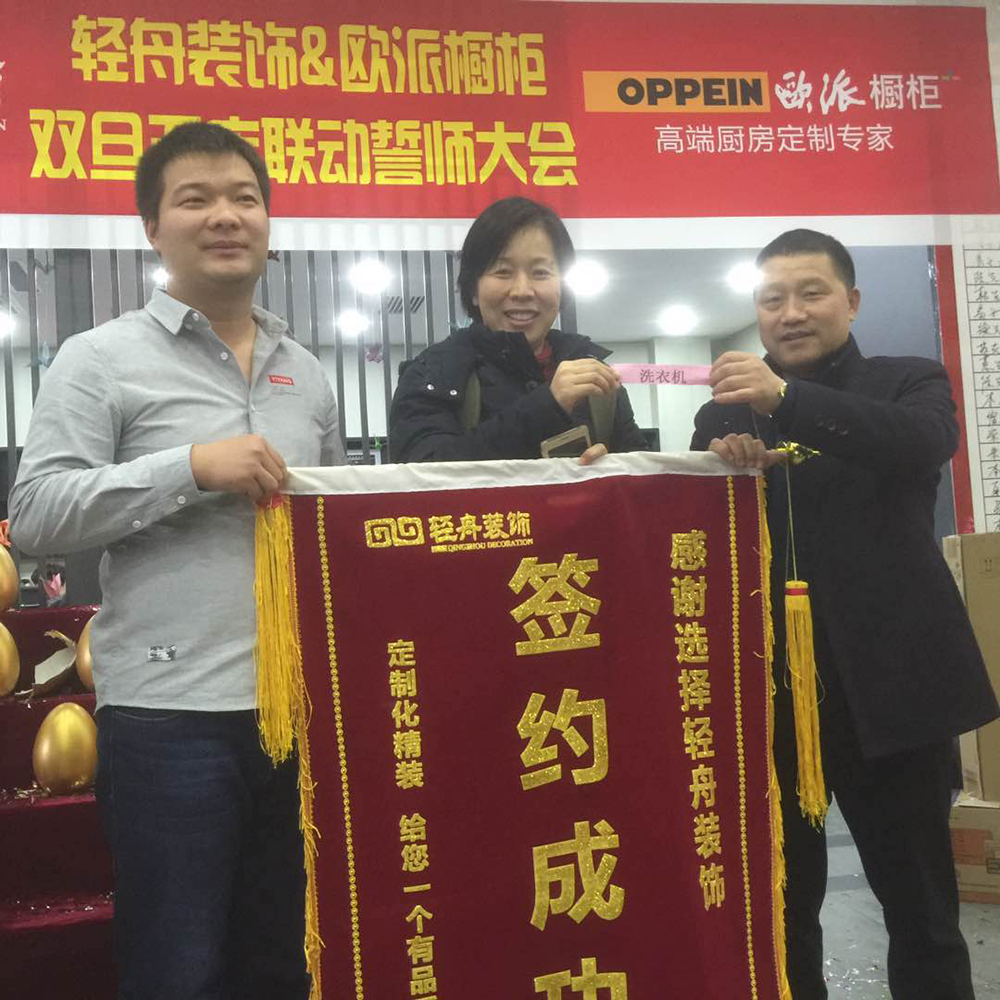 轻舟装饰&欧派橱柜
双旦
联动誓师大会
OPPEIN 欧派橱柜
高端厨房定制专家
洗衣机
轻舟装饰
QINGZHOU DECORATION
感谢选择轻舟装饰
签约成功
定制化精装 给您一个有品